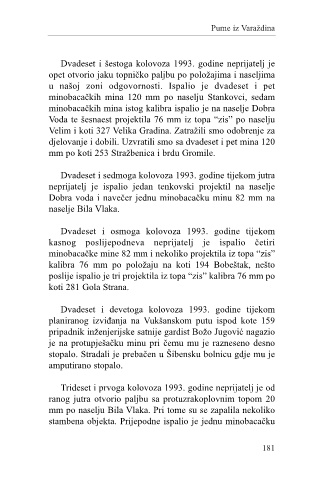 Pume iz Varaždina
Dvadeset i šestoga kolovoza 1993. godine neprijatelj je
opet otvorio jaku topničko paljbu po položajima i naseljima
u našoj zoni odgovornosti. Ispalio je dvadeset i pet
minobacačkih mina 120 mm po naselju Stankovci, sedam
minobacačkih mina istog kalibra ispalio je na naselje Dobra
Voda te šesnaest projektila 76 mm iz topa “zis” po naselju
Velim i koti 327 Velika Gradina. Zatražili smo odobrenje za
djelovanje i dobili. Uzvratili smo sa dvadeset i pet mina 120
mm po koti 253 Stražbenica i brdu Gromile.
Dvadeset i sedmoga kolovoza 1993. godine tijekom jutra
neprijatelj je ispalio jedan tenkovski projektil na naselje
Dobra voda i navečer jednu minobacačku minu 82 mm na
naselje Bila Vlaka.
Dvadeset i osmoga kolovoza 1993. godine tijekom
kasnog poslijepodneva neprijatelj je ispalio četiri
minobacačke mine 82 mm i nekoliko projektila iz topa “zis”
kalibra 76 mm po položaju na koti 194 Bobeštak, nešto
poslije ispalio je tri projektila iz topa “zis” kalibra 76 mm po
koti 281 Gola Strana.
Dvadeset i devetoga kolovoza 1993. godine tijekom
planiranog izviđanja na Vukšanskom putu ispod kote 159
pripadnik inženjerijske satnije gardist Božo Jugović nagazio
je na protupješačku minu pri čemu mu je razneseno desno
stopalo. Stradali je prebačen u Šibensku bolnicu gdje mu je
amputirano stopalo.
Trideset i prvoga kolovoza 1993. godine neprijatelj je od
ranog jutra otvorio paljbu sa protuzrakoplovnim topom 20
mm po naselju Bila Vlaka. Pri tome su se zapalila nekoliko
stambena objekta. Prijepodne ispalio je jednu minobacačku
181